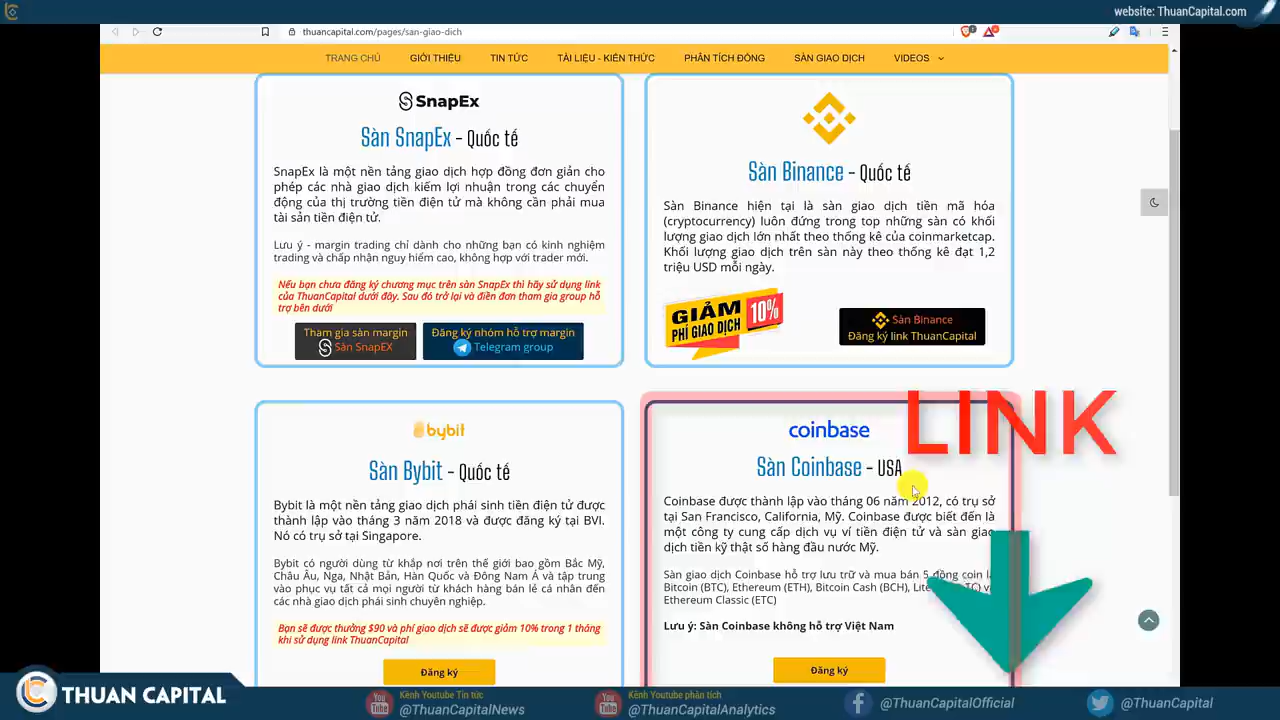 website: ThuanCapital.com
thuancapital.com/pages/san-giao-dich
TRANG CHỦ
GIỚI THIỆU
TIN TỨC
TÀI LIỆU - KIẾN THỨC
PHÂN TÍCH ĐỘNG
SÀN GIAO DỊCH
VIDEOS
SnapEx
Sàn SnapEx - Quốc tế
SnapEx là một nền tảng giao dịch hợp đồng đơn giản cho
phép các nhà giao dịch kiếm lợi nhuận trong các chuyển
động của thị trường tiền điện tử mà không cần phải mua
tài sản tiền điện tử.
Lưu ý - margin trading chỉ dành cho những bạn có kinh nghiệm
trading và chấp nhận nguy hiểm cao, không hợp với trader mới.
Nếu bạn chưa đăng ký chương mục trên sàn SnapEx thì hãy sử dụng link
của ThuanCapital dưới đây. Sau đó trở lại và điền đơn tham gia group hỗ
trợ bên dưới
Tham gia sàn margin
Sàn SnapEX
Đăng ký nhóm hỗ trợ margin
Telegram group
Sàn Binance - Quốc tế
Sàn Binance hiện tại là sàn giao dịch tiền mã hóa
(cryptocurrency) luôn đứng trong top những sàn có khối
lượng giao dịch lớn nhất theo thống kê của coinmarketcap.
Khối lượng giao dịch trên sàn này theo thống kê đạt 1,2
triệu USD mỗi ngày.
GIẢM
PHÍ GIAO DỊCH
10%
Sàn Binance
Đăng ký link ThuanCapital
bybit
Sàn Bybit - Quốc tế
Bybit là một nền tảng giao dịch phái sinh tiền điện tử được
thành lập vào tháng 3 năm 2018 và được đăng ký tại BVI.
Nó có trụ sở tại Singapore.
Bybit có người dùng từ khắp nơi trên thế giới bao gồm Bắc Mỹ,
Châu Âu, Nga, Nhật Bản, Hàn Quốc và Đông Nam Á và tập trung
vào phục vụ tất cả mọi người từ khách hàng bán lẻ cá nhân đến
các nhà giao dịch phái sinh chuyên nghiệp.
Bạn sẽ được thưởng $90 và phí giao dịch sẽ được giảm 10% trong 1 tháng
khi sử dụng link ThuanCapital
Đăng ký
LINK
coinbase
Sàn Coinbase - USA
Coinbase được thành lập vào tháng 06 năm 2012, có trụ sở
tại San Francisco, California, Mỹ. Coinbase được biết đến là
một công ty cung cấp dịch vụ ví tiền điện tử và sàn giao
dịch tiền kỹ thật số hàng đầu nước Mỹ.
Sàn giao dịch Coinbase hỗ trợ lưu trữ và mua bán 5 đồng coin
Bitcoin (BTC), Ethereum (ETH), Bitcoin Cash (BCH),
Ethereum Classic (ETC)
Lưu ý: Sàn Coinbase không hỗ trợ Việt Nam
Đăng ký
THUAN CAPITAL
Kênh Youtube Tin tức
@ThuanCapitalNews
Kênh Youtube phân tích
@ThuanCapitalAnalytics
@ThuanCapitalOfficial
@ThuanCapital